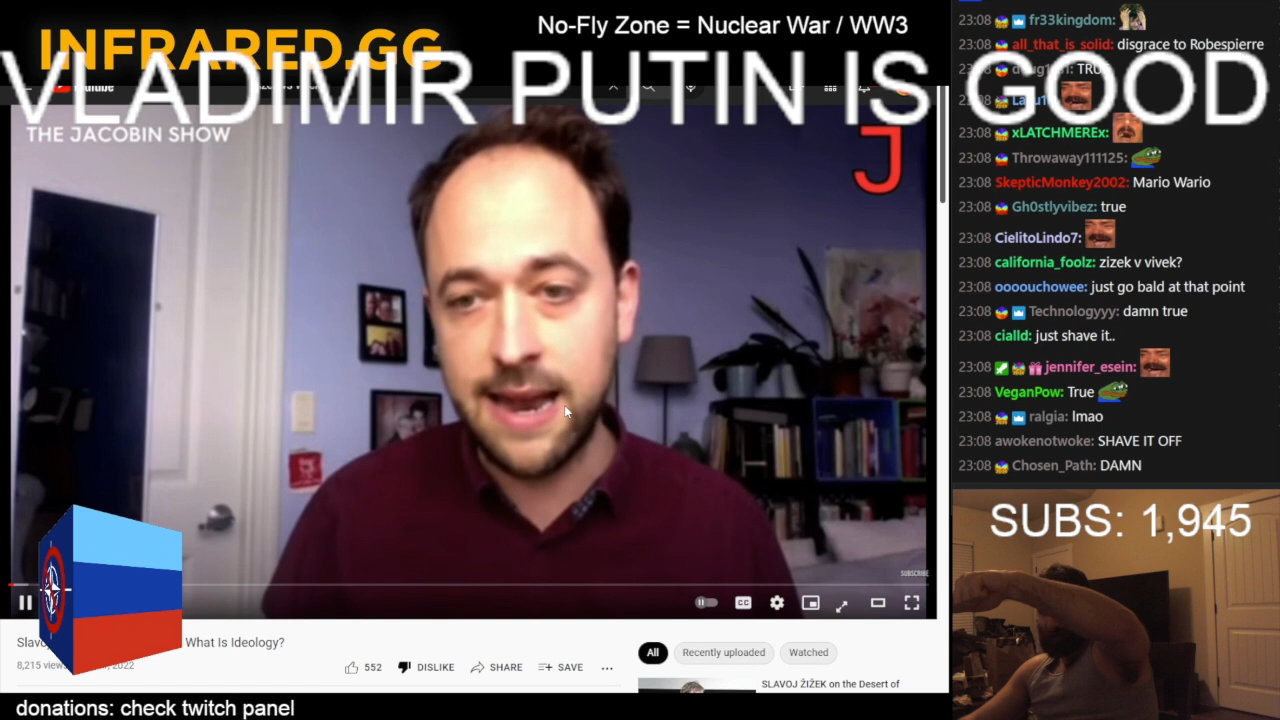 INFRARED.GG
No-Fly Zone = Nuclear War / WW3
VLADIMIR PUTIN IS GOOD
THE JACOBIN SHOW
J
SUBSCRIBE
CC
What Is Ideology?
8,215
2022
552
DISLIKE
SHARE
SAVE
All
Recently uploaded
Watched
SLAVOJ ŽIŽEK on the Desert of
donations: check twitch panel
23:08 fr33kingdom:
23:08 all_that_is_solid: disgrace to Robespierre
23:08
23:08
23:08 xLATCHMEREx:
23:08 Throwaway111125:
23:08 SkepticMonkey2002: Mario Wario
23:08 Gh0stlyvibez: true
23:08 CielitoLindo7:
23:08 california_foolz: zizek v vivek?
23:08 oooouchowee: just go bald at that point
23:08 Technologyyy: damn true
23:08 cialld: just shave it..
23:08 jennifer_esein:
23:08 VeganPow: True
23:08 ralgia: lmao
23:08 awokenotwoke: SHAVE IT OFF
23:08 Chosen_Path: DAMN
SUBS: 1,945